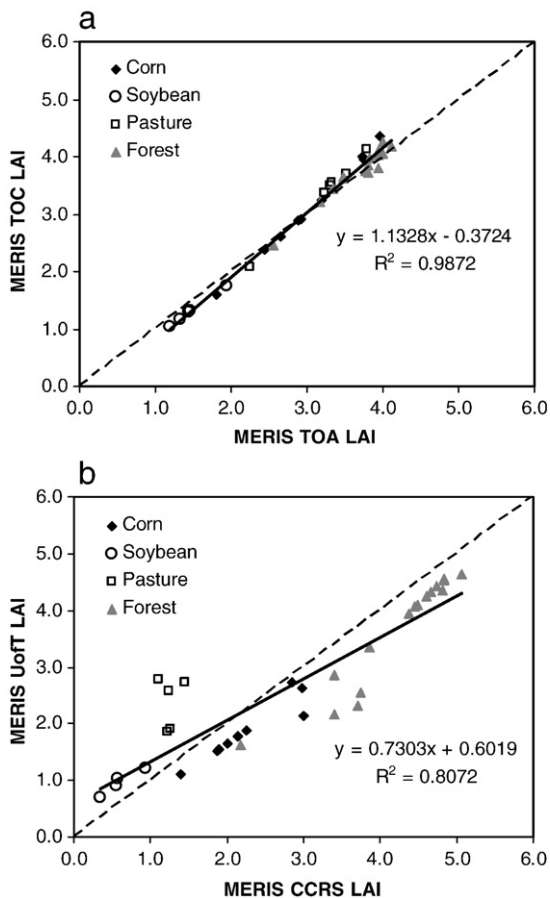 a
6.0
5.0
4.0
3.0
2.0
1.0
0.0
MERIS TOC LAI
Corn
Soybean
Pasture
Forest
y = 1.1328x - 0.3724
R² = 0.9872
0.0 1.0 2.0 3.0 4.0 5.0 6.0
MERIS TOA LAI
b
6.0
5.0
4.0
3.0
2.0
1.0
0.0
MERIS UofT LAI
Corn
Soybean
Pasture
Forest
y = 0.7303x + 0.6019
R² = 0.8072
0.0 1.0 2.0 3.0 4.0 5.0 6.0
MERIS CCRS LAI